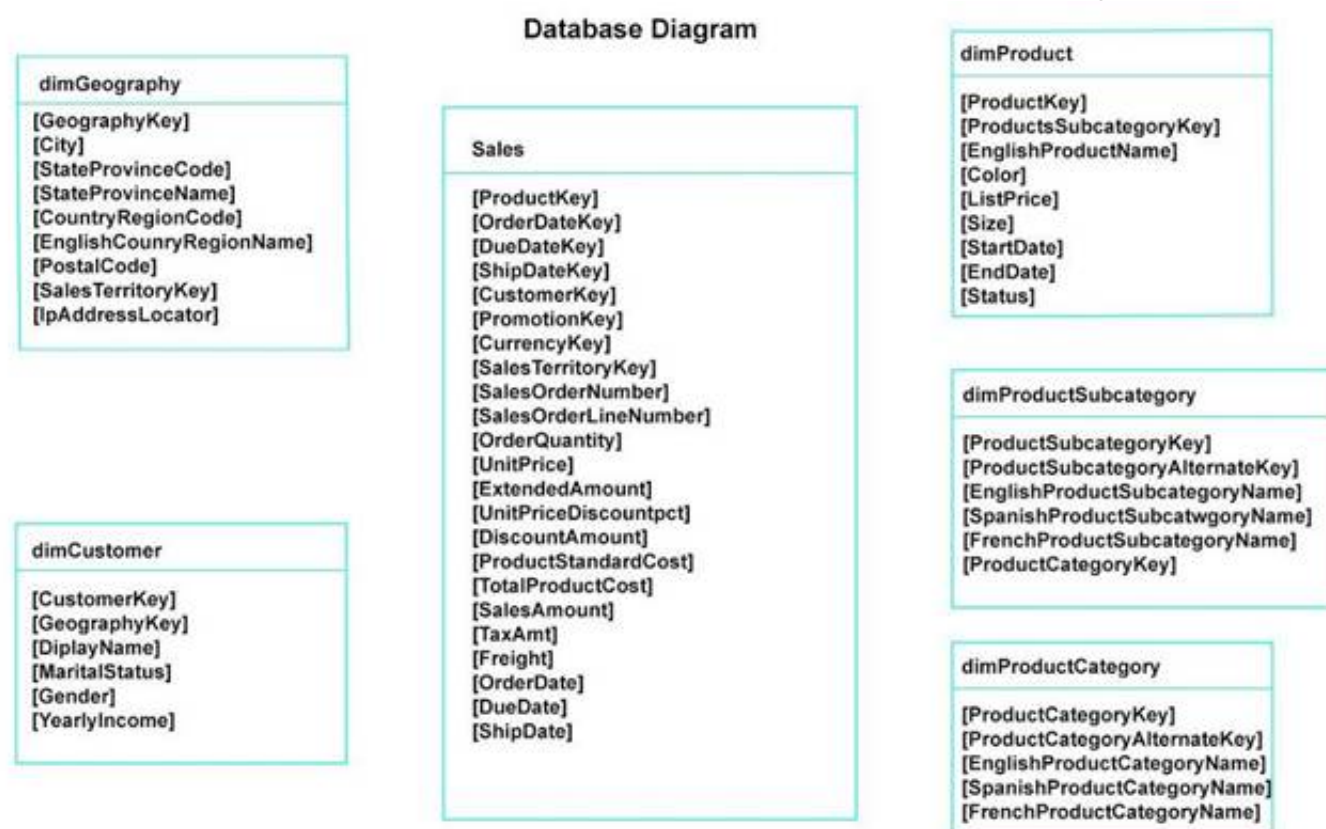 Database Diagram
dimGeography
[GeographyKey]
[City]
[StateProvinceCode]
[StateProvinceName]
[CountryRegionCode]
[EnglishCounryRegionName]
[PostalCode]
[SalesTerritoryKey]
[IpAddressLocator]
dimCustomer
[CustomerKey]
[GeographyKey]
[DiplayName]
[MaritalStatus]
[Gender]
[YearlyIncome]
Sales
[ProductKey]
[OrderDateKey]
[DueDateKey]
[ShipDateKey]
[CustomerKey]
[PromotionKey]
[CurrencyKey]
[SalesTerritoryKey]
[SalesOrderNumber]
[SalesOrderLineNumber]
[OrderQuantity]
[UnitPrice]
[ExtendedAmount]
[UnitPriceDiscountpct]
[DiscountAmount]
[ProductStandardCost]
[TotalProductCost]
[SalesAmount]
[TaxAmt]
[Freight]
[OrderDate]
[DueDate]
[ShipDate]
dimProduct
[ProductKey]
[ProductsSubcategoryKey]
[EnglishProductName]
[Color]
[ListPrice]
[Size]
[StartDate]
[EndDate]
[Status]
dimProductSubcategory
[ProductSubcategoryKey]
[ProductSubcategoryAlternateKey]
[EnglishProductSubcategoryName]
[SpanishProductSubcatwgoryName]
[FrenchProductSubcategoryName]
[ProductCategoryKey]
dimProductCategory
[ProductCategoryKey]
[ProductCategoryAlternateKey]
[EnglishProductCategoryName]
[SpanishProductCategoryName]
[FrenchProductCategoryName]